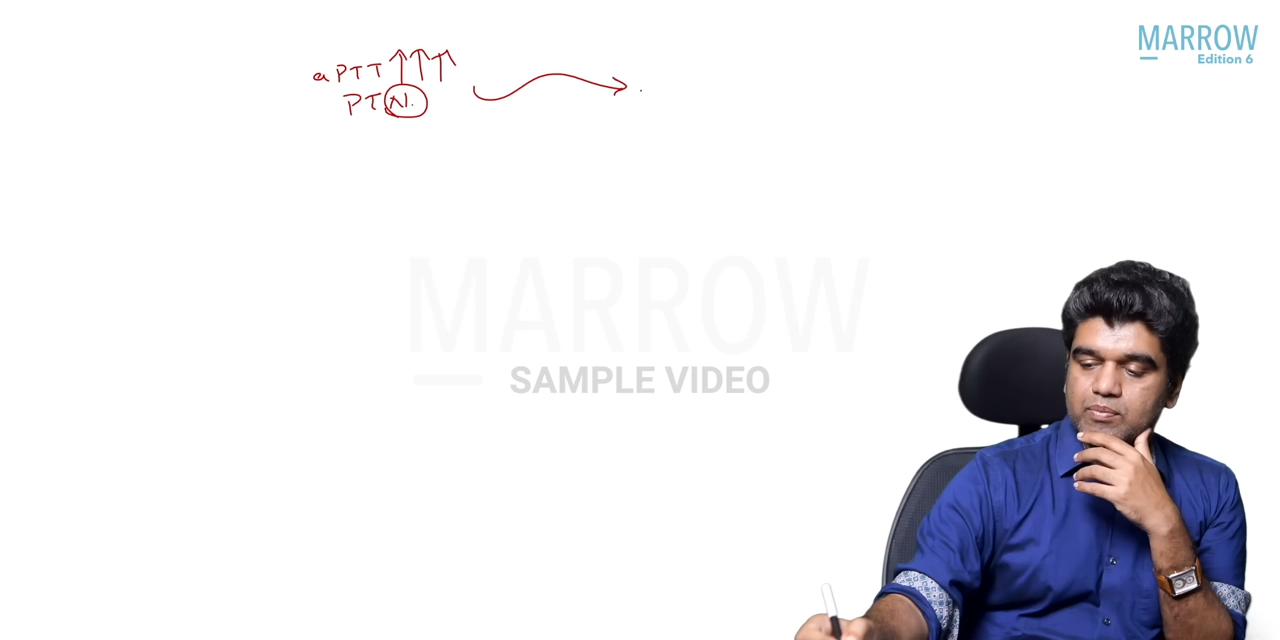 aPTT ↑↑↑
PT N.
MARROW
Edition 6
MARROW
SAMPLE VIDEO